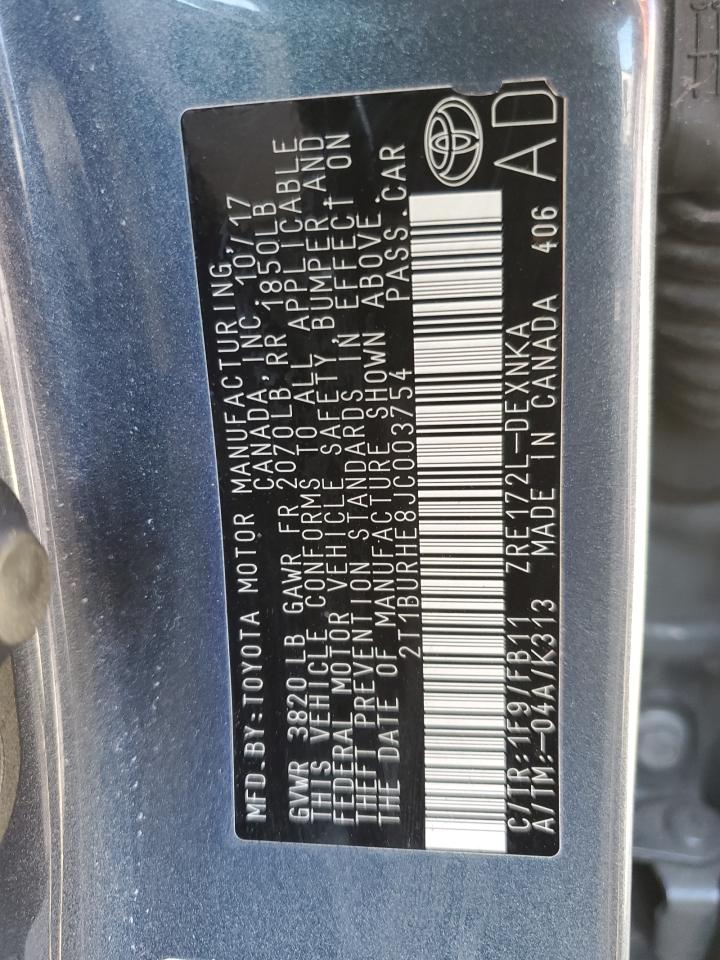 MFD.BY:TOYOTA MOTOR MANUFACTURING,
CANADA, INC. 10/17
GVWR 3820 LB GAWR FR 2070LB, RR 1850LB
THIS VEHICLE CONFORMS TO ALL APPLICABLE
FEDERAL MOTOR VEHICLE SAFETY, BUMPER, AND
THEFT PREVENTION STANDARDS IN EFFECT ON
THE DATE OF MANUFACTURE SHOWN ABOVE.
2T1BURHE8JC003754 PASS.CAR
C/TR:1F9/FB11 ZRE172L-DEXNKA
A/TM:-04A/K313 MADE IN CANADA 406
AD